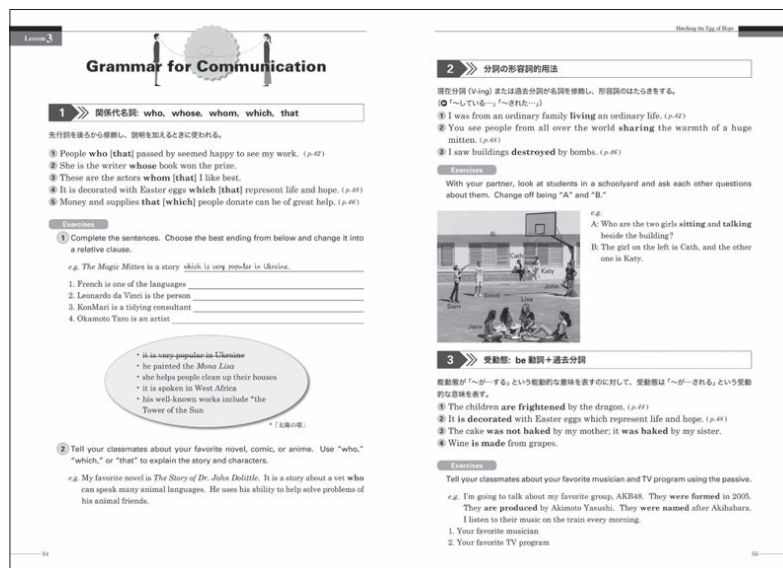 Lesson 3
Grammar for Communication
1 関係代名詞: who, whose, whom, which, that
先行詞を後ろから修飾し、説明を加えるときに使われる。
① People who [that] passed by seemed happy to see my work. (p.42)
② She is the writer whose book won the prize.
③ These are the actors whom [that] I like best.
④ It is decorated with Easter eggs which [that] represent life and hope. (p.48)
⑤ Money and supplies that [which] people donate can be of great help. (p.46)
Exercises
1 Complete the sentences. Choose the best ending from below and change it into
a relative clause.
e.g. The Magic Mitten is a story which is very popular in Ukraine.
1. French is one of the languages
2. Leonardo da Vinci is the person
3. KonMari is a tidying consultant
4. Okamoto Taro is an artist
・it is very popular in Ukraine
・he painted the Mona Lisa
・she helps people clean up their houses
・it is spoken in West Africa
・his well-known works include *the
Tower of the Sun
*「太陽の塔」
2 Tell your classmates about your favorite novel, comic, or anime. Use "who,"
"which," or "that" to explain the story and characters.
e.g. My favorite novel is The Story of Dr. John Dolittle. It is a story about a vet who
can speak many animal languages. He uses his ability to help solve problems of
his animal friends.
54
Hatching the Egg of Hope
2 分詞の形容詞的用法
現在分詞 (V-ing) または過去分詞が名詞を修飾し、形容詞のはたらきをする。
(▶「〜している…」「〜された…」)
① I was from an ordinary family living an ordinary life. (p.42)
② You see people from all over the world sharing the warmth of a huge
mitten. (p.48)
③ I saw buildings destroyed by bombs. (p.46)
Exercises
With your partner, look at students in a schoolyard and ask each other questions
about them. Change off being "A" and "B."
e.g.
A: Who are the two girls sitting and talking
beside the building?
B: The girl on the left is Cath, and the other
one is Katy.
Cath
Katy
John
Steve
Lisa
Sam
Jane
3 受動態: be 動詞+過去分詞
能動態が「〜が…する」という能動的な意味を表すのに対して、受動態は「〜が…される」という受動
的な意味を表す。
① The children are frightened by the dragon. (p.44)
② It is decorated with Easter eggs which represent life and hope. (p.48)
③ The cake was not baked by my mother; it was baked by my sister.
④ Wine is made from grapes.
Exercises
Tell your classmates about your favorite musician and TV program using the passive.
e.g. I'm going to talk about my favorite group, AKB48. They were formed in 2005.
They are produced by Akimoto Yasushi. They were named after Akihabara.
I listen to their music on the train every morning.
1. Your favorite musician
2. Your favorite TV program
55